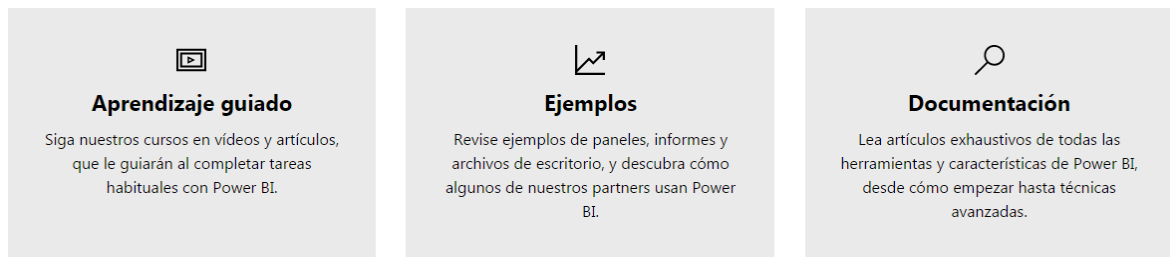 Aprendizaje guiado
Siga nuestros cursos en vídeos y artículos,
que le guiarán al completar tareas
habituales con Power BI.
Ejemplos
Revise ejemplos de paneles, informes y
archivos de escritorio, y descubra cómo
algunos de nuestros partners usan Power
BI.
Documentación
Lea artículos exhaustivos de todas las
herramientas y características de Power BI,
desde cómo empezar hasta técnicas
avanzadas.